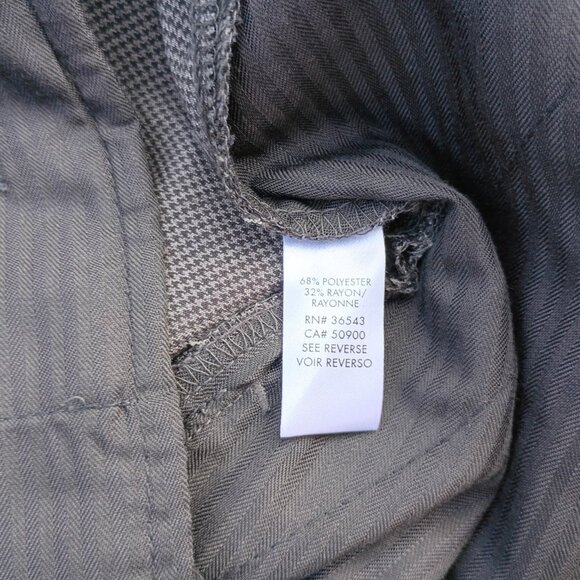 68% POLYESTER
32% RAYON/
RAYONNE
RN# 36543
CA# 50900
SEE REVERSE
VOIR REVERSO